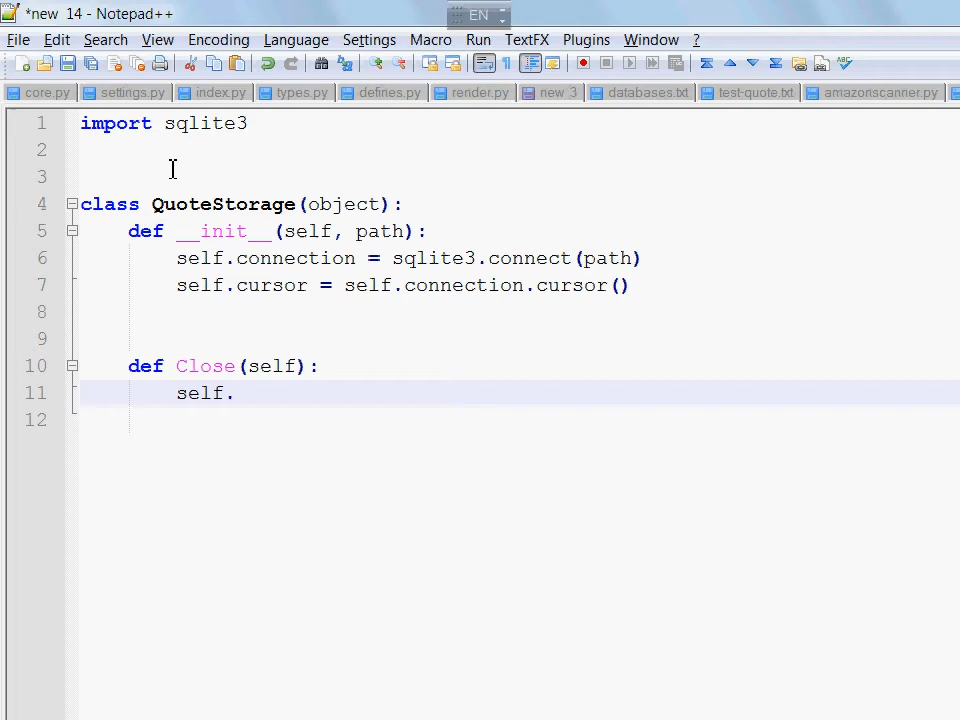 *new 14 - Notepad++
EN
File Edit Search View Encoding Language Settings Macro Run TextFX Plugins Window ?
core.py settings.py index.py types.py defines.py render.py new 3 databases.txt test-quote.txt amazonscanner.py
1 import sqlite3
2
3
4 class QuoteStorage(object):
5 def __init__(self, path):
6 self.connection = sqlite3.connect(path)
7 self.cursor = self.connection.cursor()
8
9
10 def Close(self):
11 self.
12